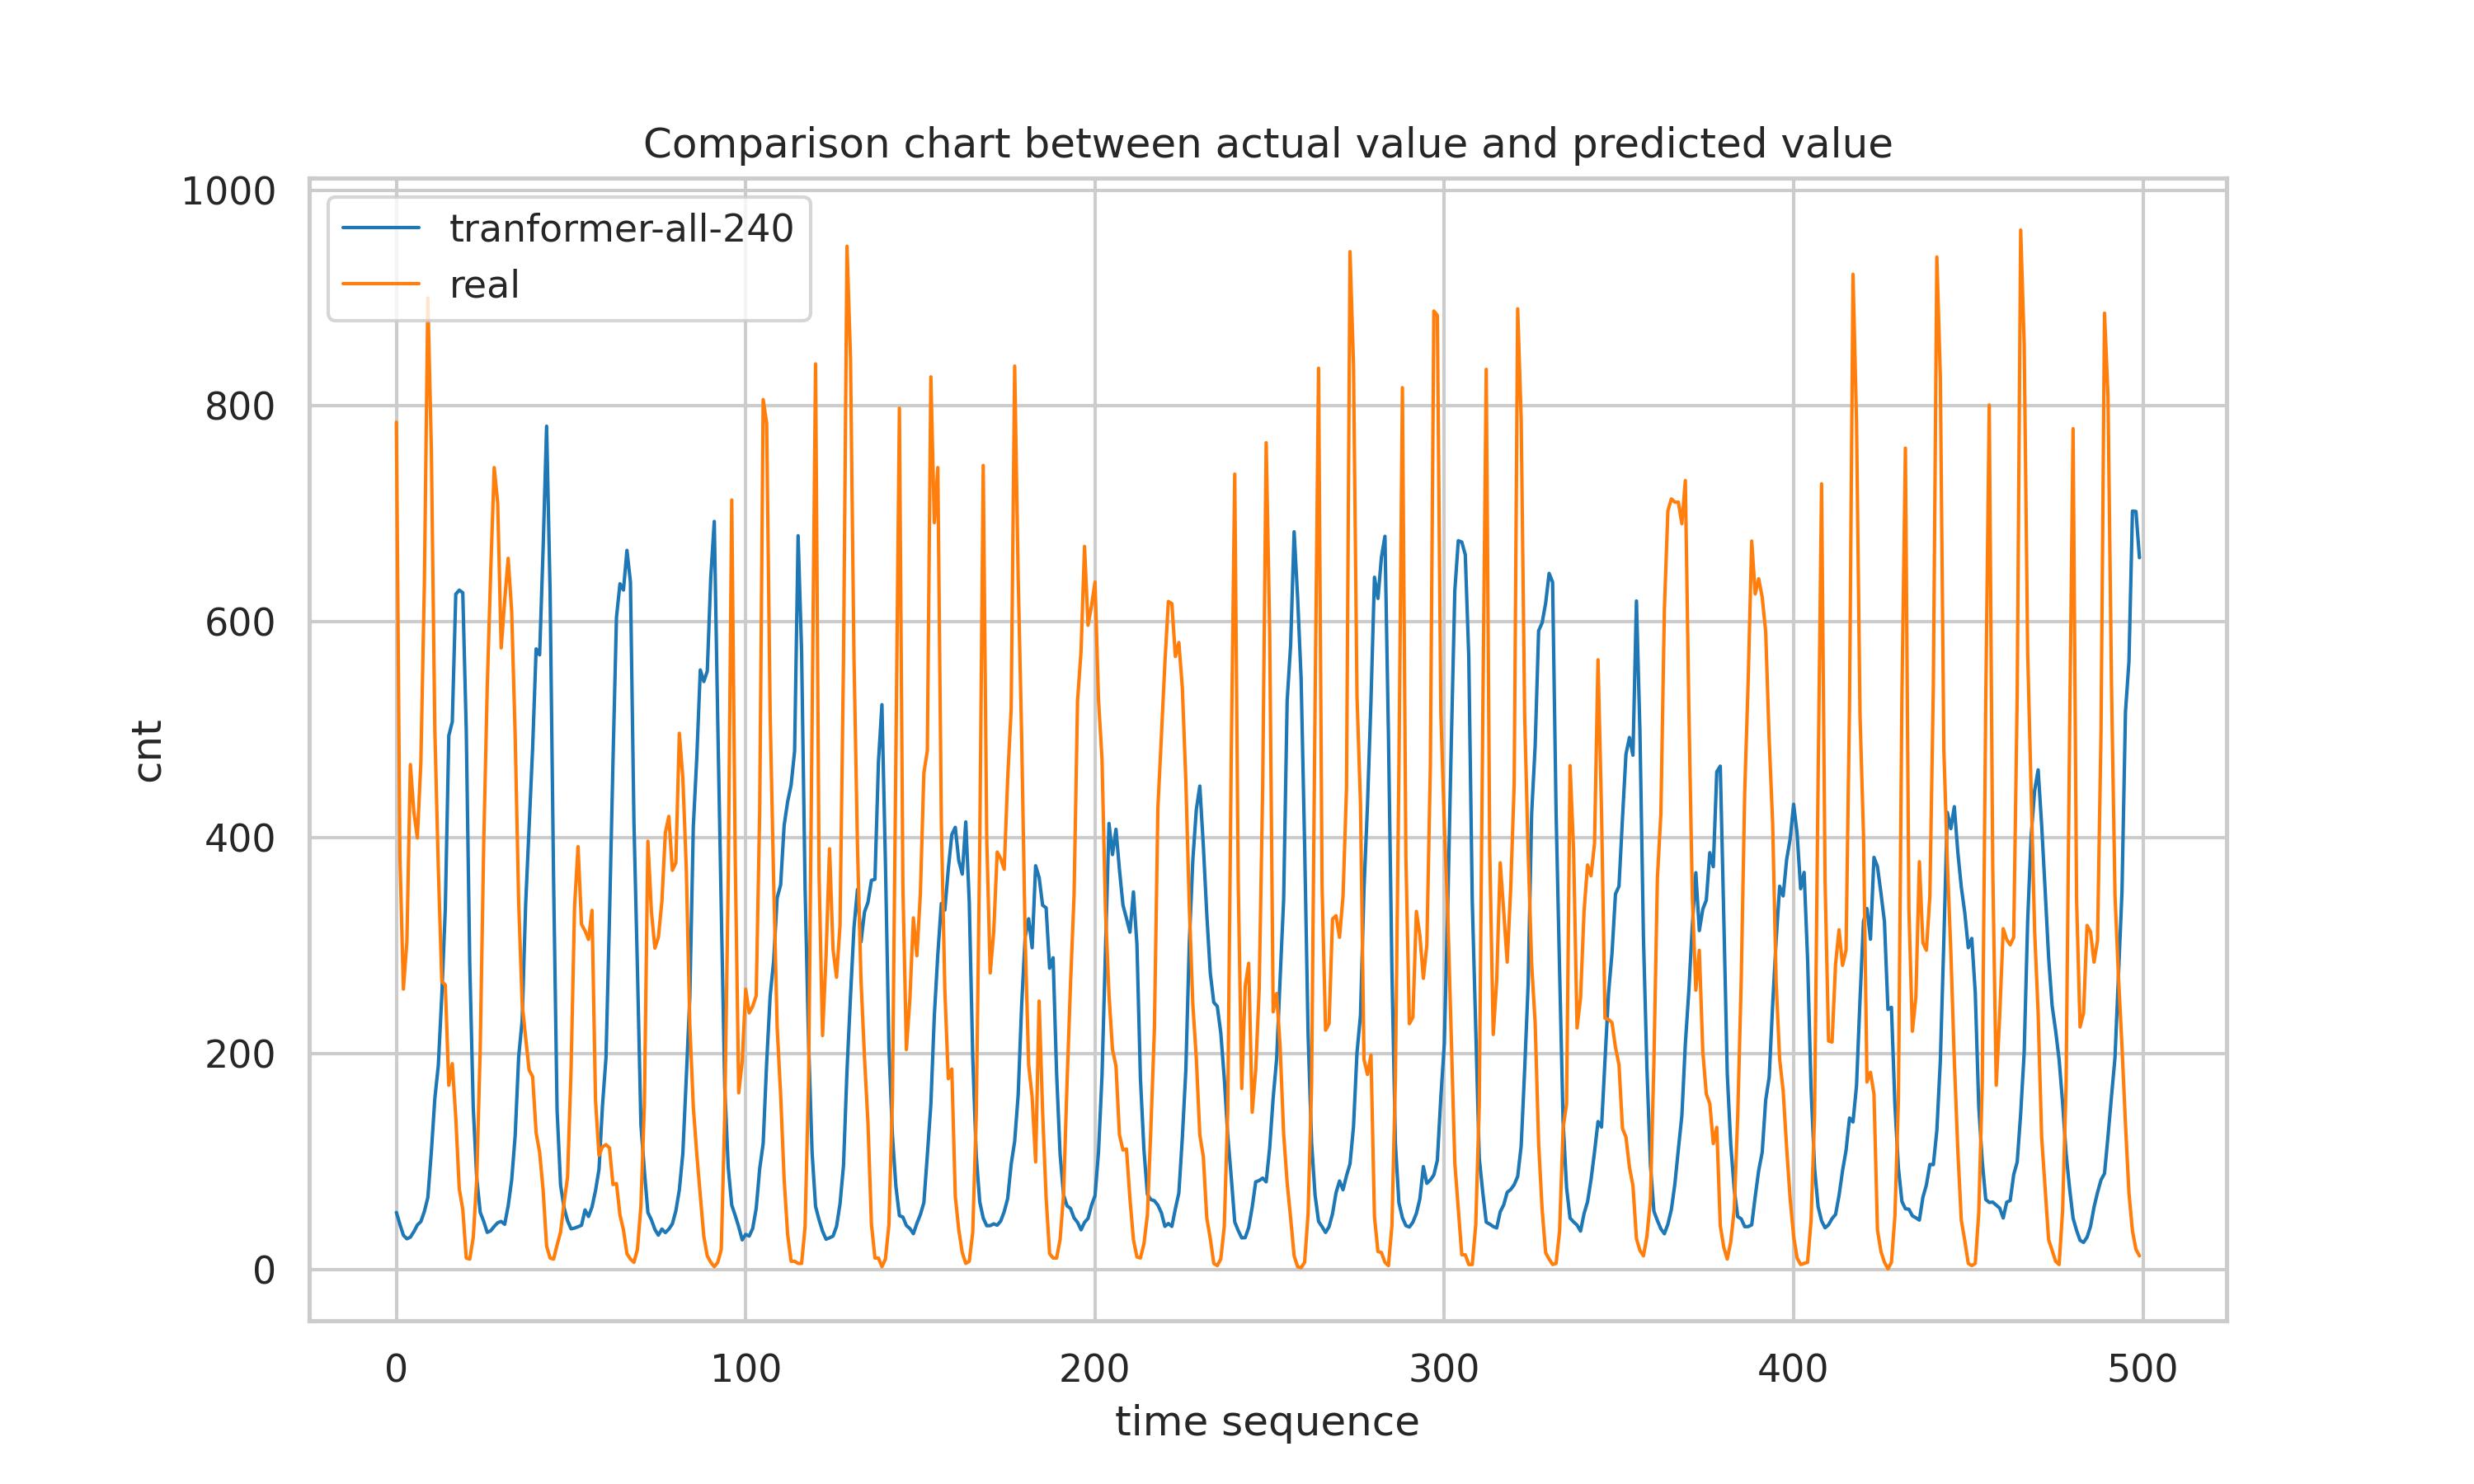 Comparison chart between actual value and predicted value
1000
800
600
400
200
0
cnt
tranformer-all-240
real
0 100 200 300 400 500
time sequence